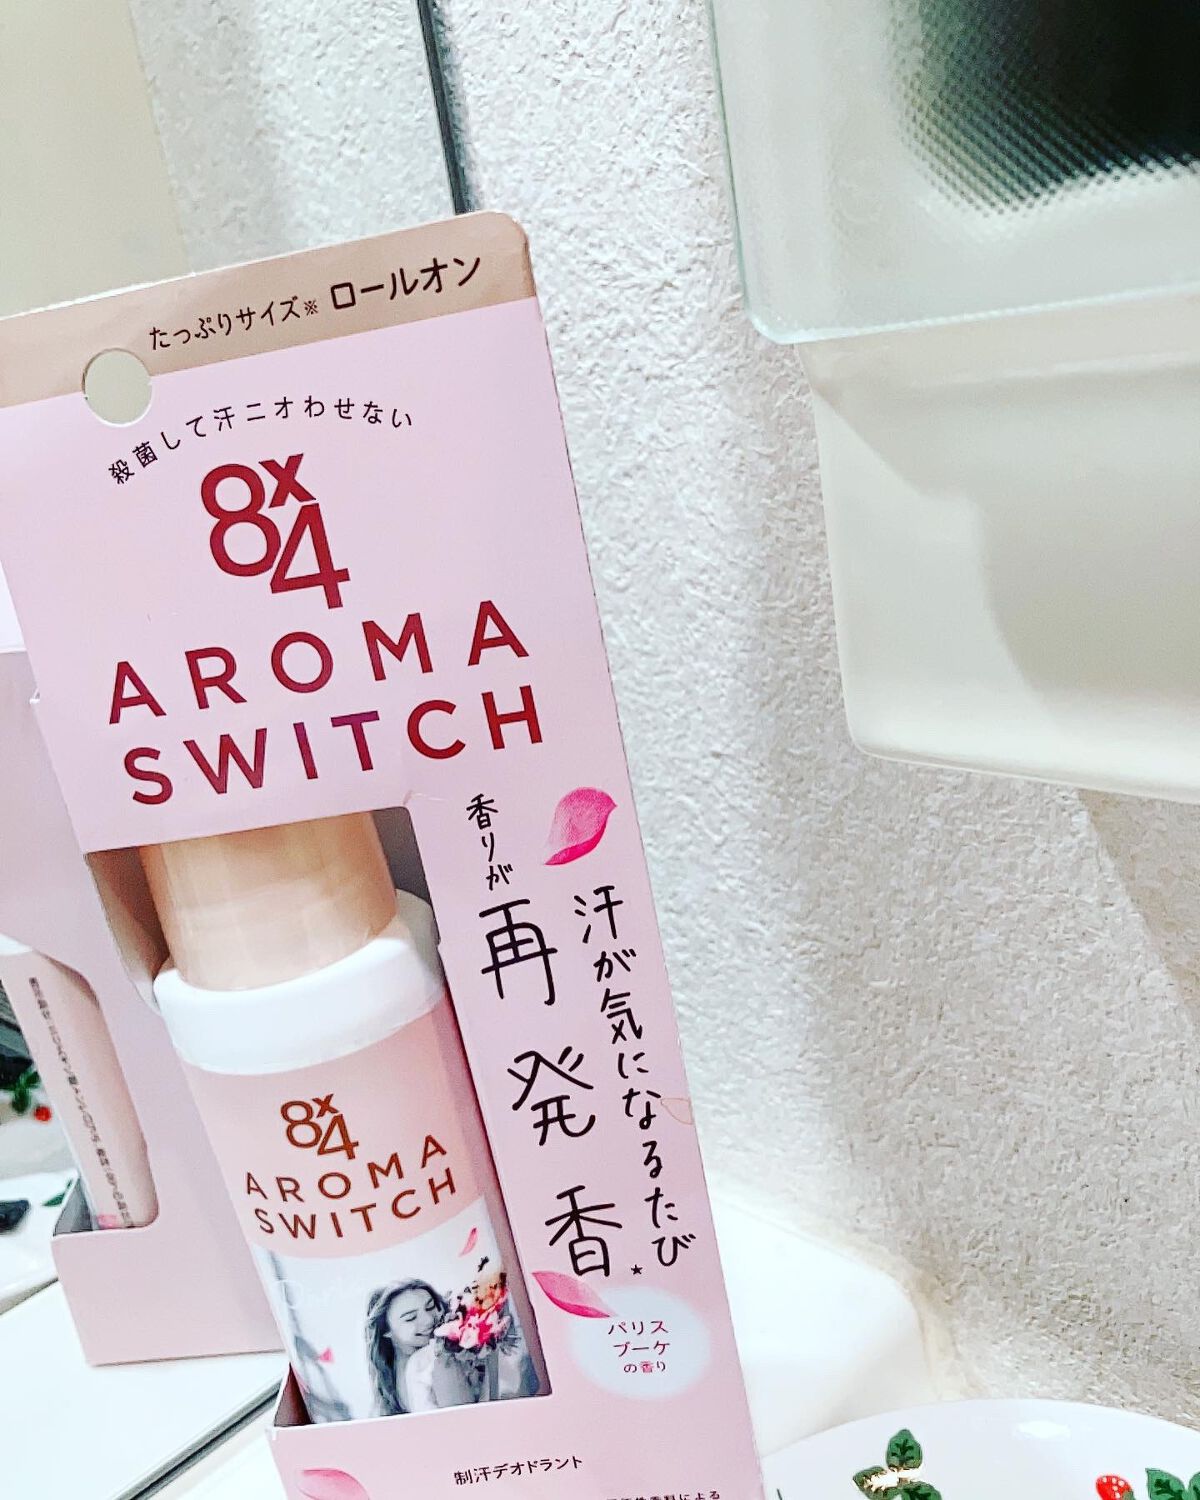 たっぷりサイズ※ ロールオン
殺菌して汗ニオわせない
8x4
AROMA
SWITCH
汗が気になるたび
香りが
再発香★
パリス
ブーケ
の香り
8x4
AROMA
SWITCH
制汗デオドラント